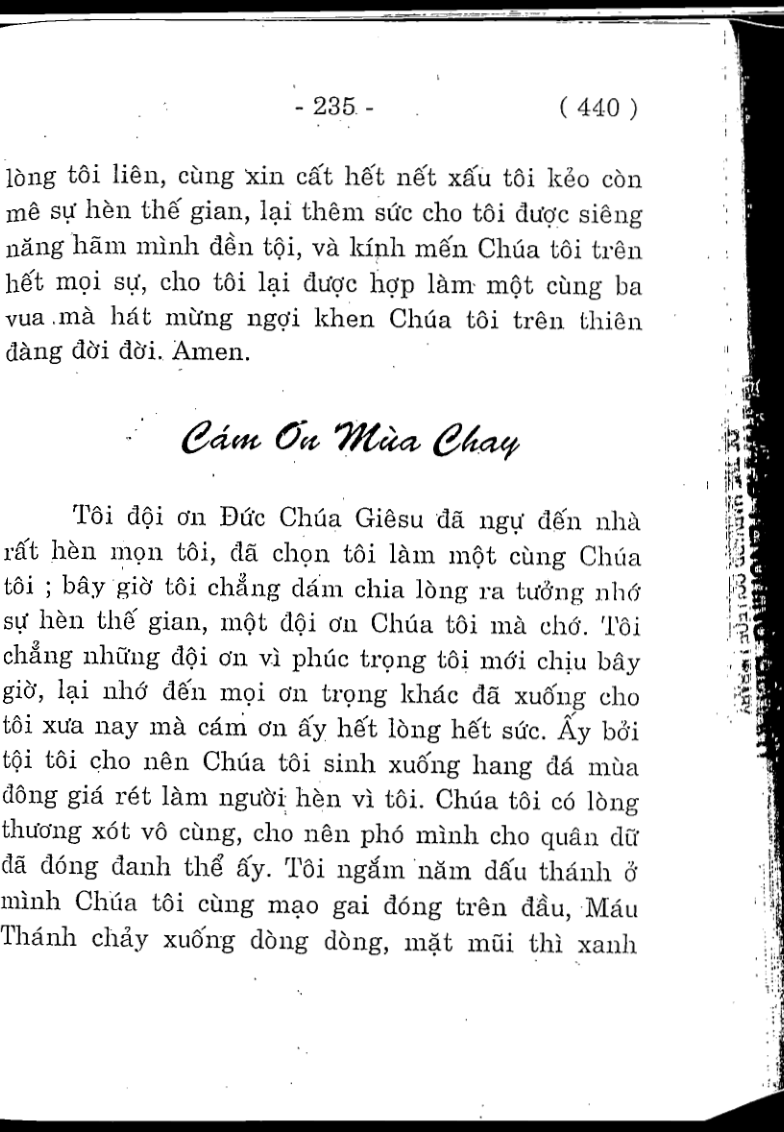 - 235 - ( 440 )
lòng tôi liên, cùng xin cất hết nết xấu tôi kẻo còn
mê sự hèn thế gian, lại thêm sức cho tôi được siêng
năng hãm mình đền tội, và kính mến Chúa tôi trên
hết mọi sự, cho tôi lại được hợp làm một cùng ba
vua mà hát mừng ngợi khen Chúa tôi trên thiên
đàng đời đời. Amen.
Cám Ơn Mùa Chay
Tôi đội ơn Đức Chúa Giêsu đã ngự đến nhà
rất hèn mọn tôi, đã chọn tôi làm một cùng Chúa
tôi ; bây giờ tôi chẳng dám chia lòng ra tưởng nhớ
sự hèn thế gian, một đội ơn Chúa tôi mà chớ. Tôi
chẳng những đội ơn vì phúc trọng tôi mới chịu bây
giờ, lại nhớ đến mọi ơn trọng khác đã xuống cho
tôi xưa nay mà cám ơn ấy hết lòng hết sức. Ấy bởi
tội tôi cho nên Chúa tôi sinh xuống hang đá mùa
đông giá rét làm người hèn vì tôi. Chúa tôi có lòng
thương xót vô cùng, cho nên phó mình cho quân dữ
đã đóng danh thể ấy. Tôi ngắm năm dấu thánh ở
mình Chúa tôi cùng mạo gai đóng trên đầu, Máu
Thánh chảy xuống dòng dòng, mặt mũi thì xanh